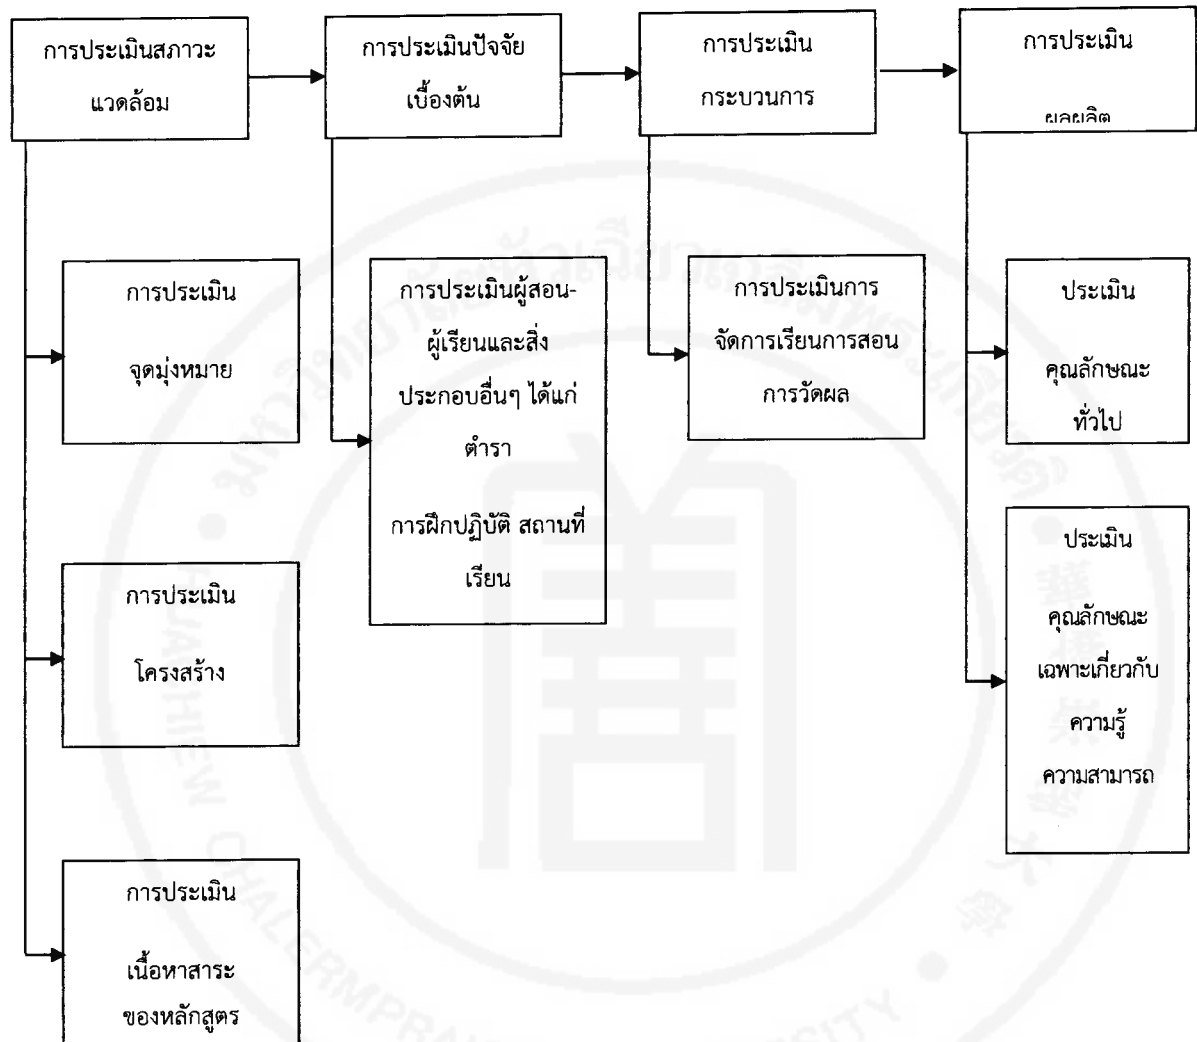 การประเมินสภาวะ
แวดล้อม
การประเมินปัจจัย
เบื้องต้น
การประเมิน
กระบวนการ
การประเมิน
ผลผลิต
การประเมิน
จุดมุ่งหมาย
การประเมิน
โครงสร้าง
การประเมิน
เนื้อหาสาระ
ของหลักสูตร
การประเมินผู้สอน-
ผู้เรียนและสิ่ง
ประกอบอื่นๆ ได้แก่
ตำรา
การฝึกปฏิบัติ สถานที่
เรียน
การประเมินการ
จัดการเรียนการสอน
การวัดผล
ประเมิน
คุณลักษณะ
ทั่วไป
ประเมิน
คุณลักษณะ
เฉพาะเกี่ยวกับ
ความรู้
ความสามารถ